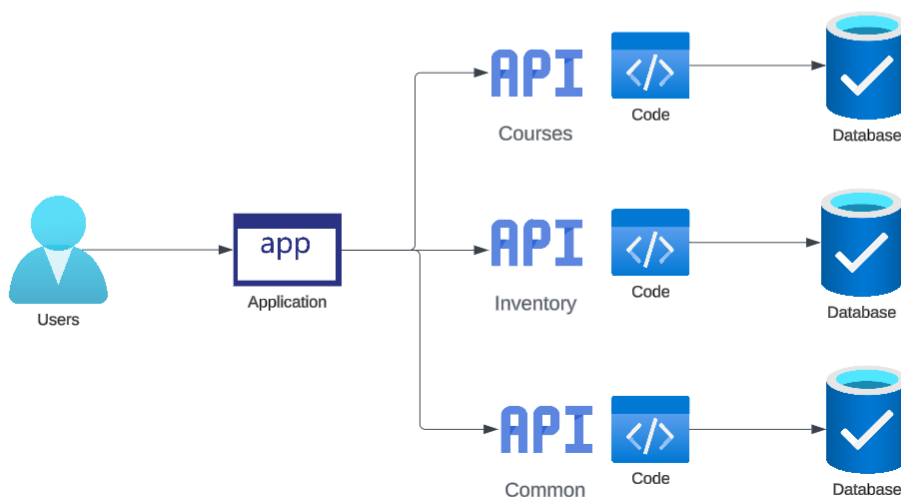 API
Code
Database
Courses
app
Application
Users
API
Code
Database
Inventory
API
Code
Database
Common